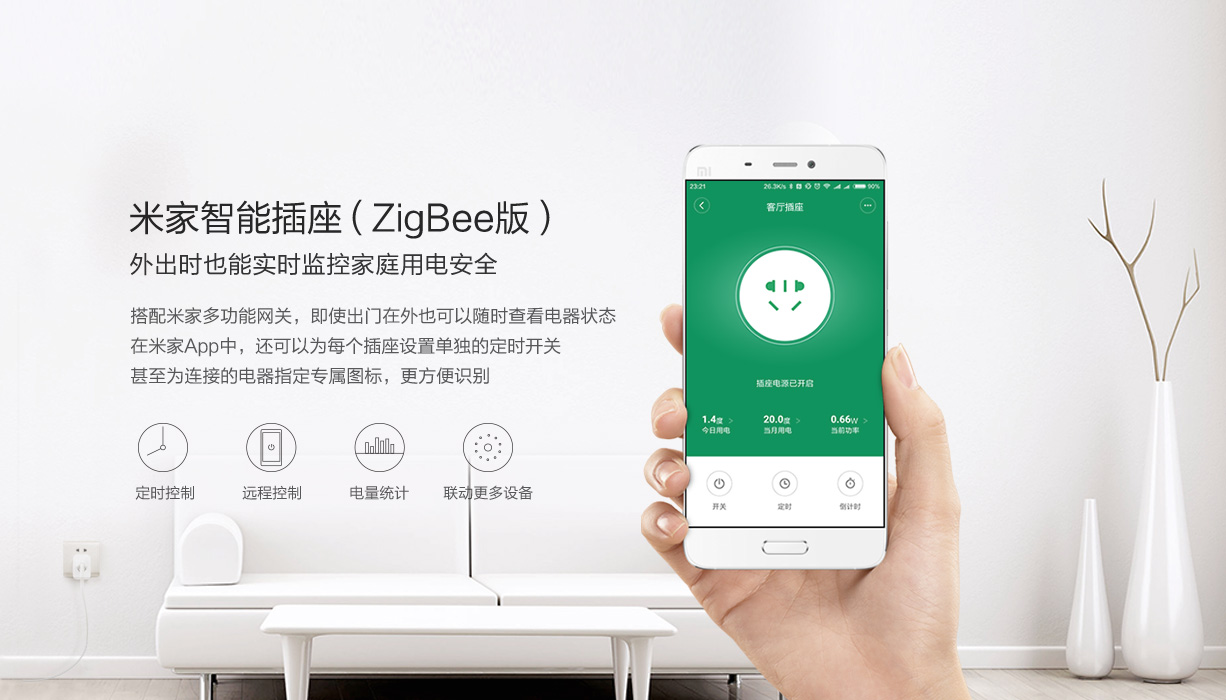 米家智能插座（ZigBee版）
外出时也能实时监控家庭用电安全
搭配米家多功能网关，即使出门在外也可以随时查看电器状态
在米家App中，还可以为每个插座设置单独的定时开关
甚至为连接的电器指定专属图标，更方便识别
定时控制 远程控制 电量统计 联动更多设备
MI
23:21 26.3K/s 90%
客厅插座
插座电源已开启
1.4度 20.0度 0.66W
今日用电 当月用电 当前功率
开关 定时 倒计时